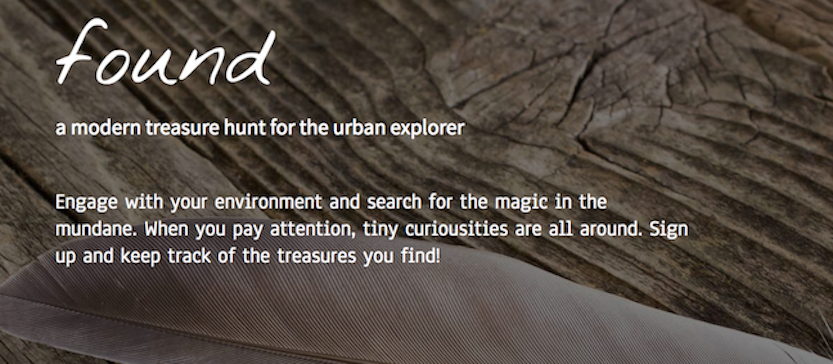 found
a modern treasure hunt for the urban explorer
Engage with your environment and search for the magic in the
mundane. When you pay attention, tiny curiousities are all around. Sign
up and keep track of the treasures you find!